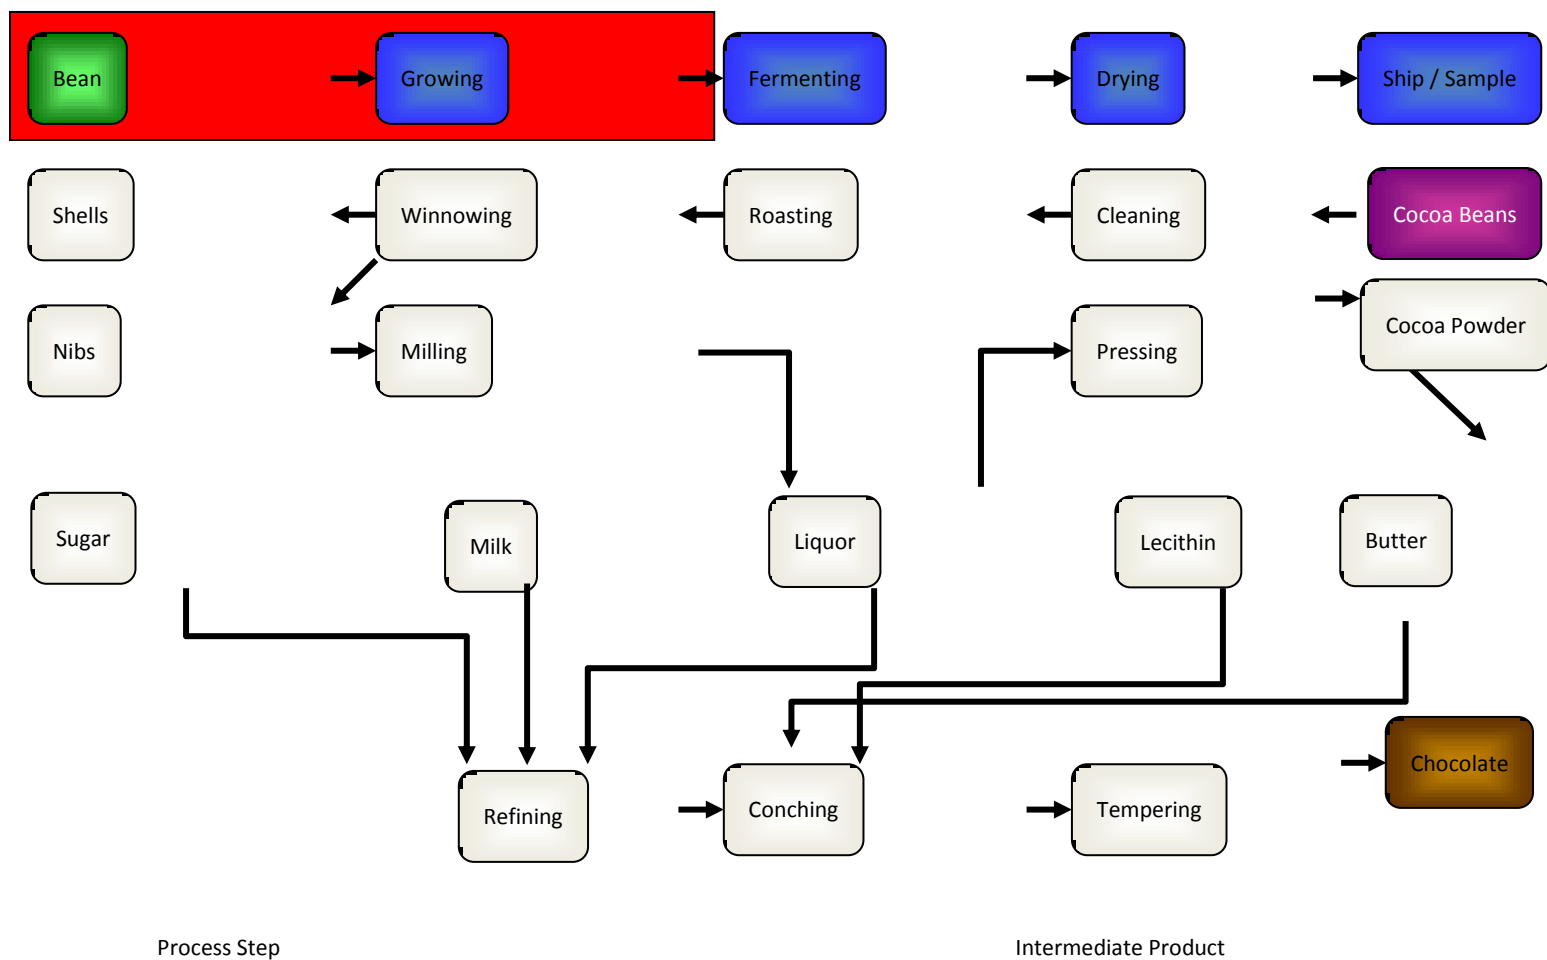 Bean
Growing
Fermenting
Drying
Ship / Sample
Shells
Winnowing
Roasting
Cleaning
Cocoa Beans
Nibs
Milling
Pressing
Cocoa Powder
Sugar
Milk
Liquor
Lecithin
Butter
Refining
Conching
Tempering
Chocolate
Process Step
Intermediate Product